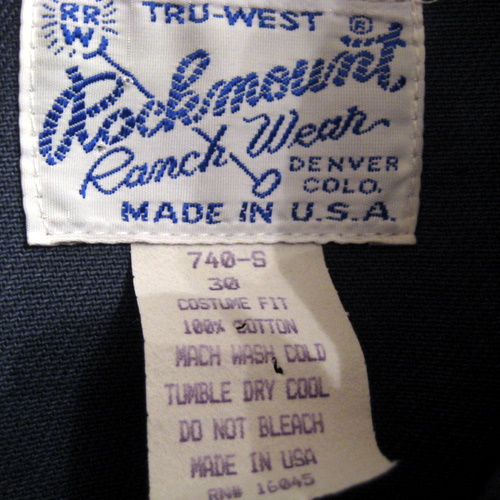 RR
W
TRU-WEST ®
Rockmount
Ranch Wear
DENVER
COLO.
MADE IN U.S.A.
740-S
30
COSTUME FIT
100% COTTON
MACH WASH COLD
TUMBLE DRY COOL
DO NOT BLEACH
MADE IN USA
RN# 16045